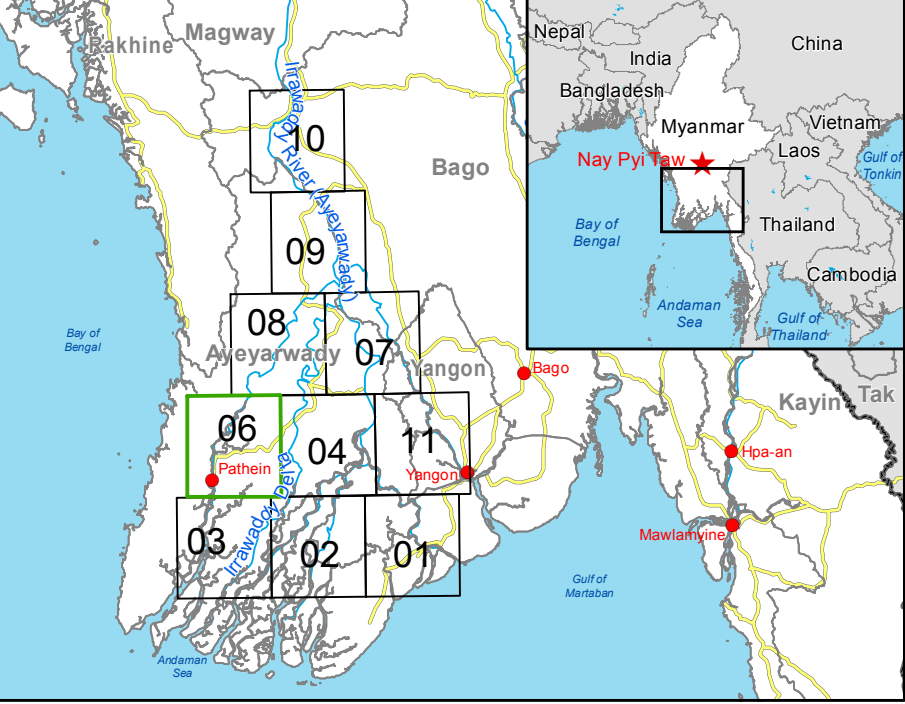 Rakhine
Magway
Irrawaddy River (Ayeyarwady)
10
Bago
09
08
07
Ayeyarwady
Yangon
Bay of
Bengal
06
Pathein
04
11
Yangon
Irrawaddy Delta
03
02
01
Andaman
Sea
Gulf of
Martaban
Bago
Kayin
Tak
Hpa-an
Mawlamyine
Nepal
India
China
Bangladesh
Myanmar
Vietnam
Laos
Gulf of
Tonkin
Nay Pyi Taw
Bay of
Bengal
Thailand
Cambodia
Andaman
Sea
Gulf of
Thailand